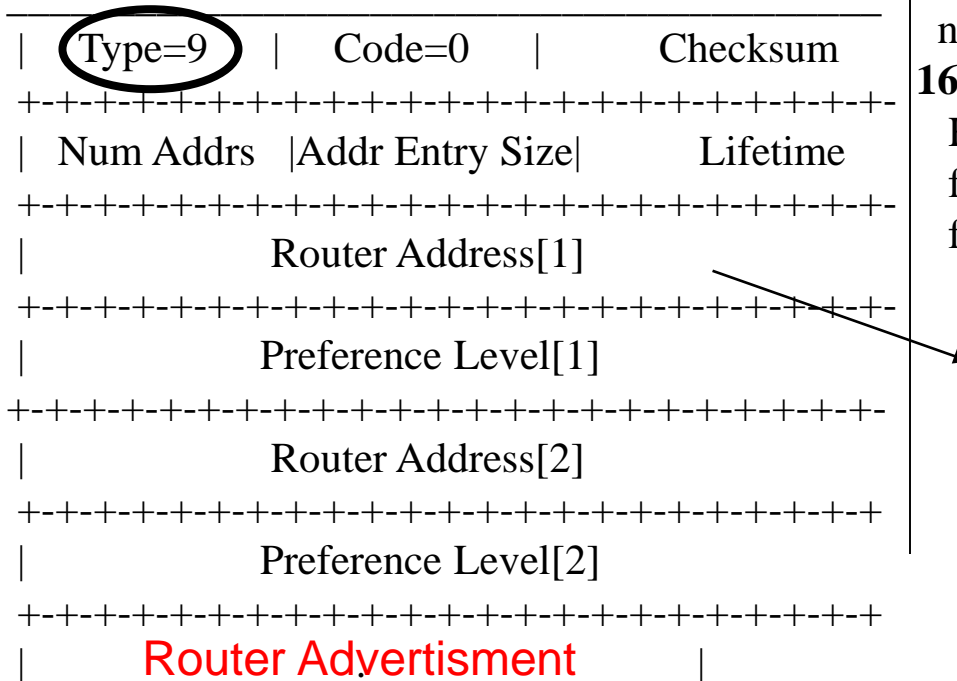 | Type=9 | Code=0 | Checksum
+-+-+-+-+-+-+-+-+-+-+-+-+-+-+-+-+-+-+-+-+-+-+-+-
| Num Addrs |Addr Entry Size| Lifetime
+-+-+-+-+-+-+-+-+-+-+-+-+-+-+-+-+-+-+-+-+-+-+-+-
| Router Address[1]
+-+-+-+-+-+-+-+-+-+-+-+-+-+-+-+-+-+-+-+-+-+-+-+-
| Preference Level[1]
+-+-+-+-+-+-+-+-+-+-+-+-+-+-+-+-+-+-+-+-+-+-+-+-
| Router Address[2]
+-+-+-+-+-+-+-+-+-+-+-+-+-+-+-+-+-+-+-+-+-+-+-+
| Preference Level[2]
+-+-+-+-+-+-+-+-+-+-+-+-+-+-+-+-+-+-+-+-+-+-+-+
| Router Advertisment |
.
n
16
f
f